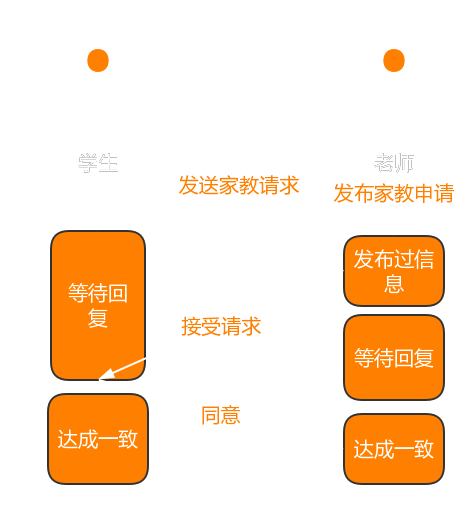 学生
老师
发送家教请求
发布家教申请
等待回
复
发布过信
息
接受请求
等待回复
同意
达成一致
达成一致